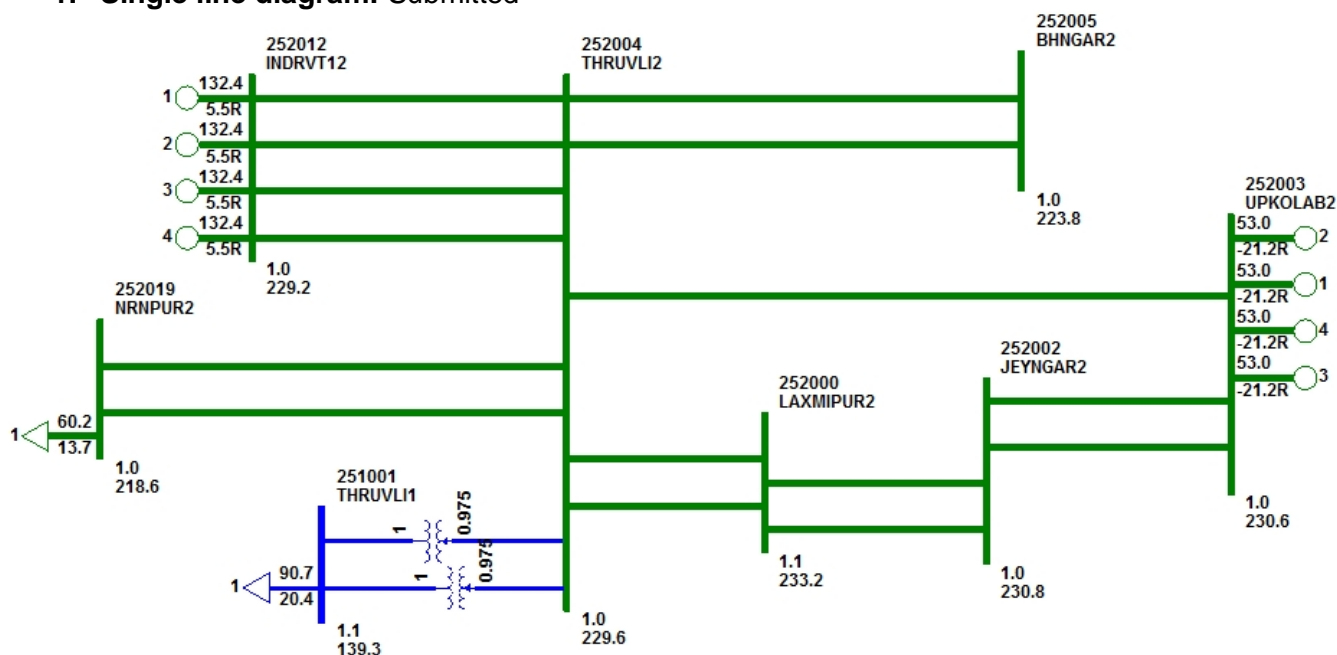 Single line diagram: Submitted
252012
INDRVT12
252004
THRUVLI2
252005
BHNGAR2
1
132.4
5.5R
2
132.4
5.5R
3
132.4
5.5R
4
132.4
5.5R
1.0
229.2
1.0
223.8
252003
UPKOLAB2
53.0
-21.2R
2
53.0
-21.2R
1
53.0
-21.2R
4
53.0
-21.2R
3
1.0
230.6
252019
NRNPUR2
1
60.2
13.7
1.0
218.6
252002
JEYNGAR2
1.0
230.8
252000
LAXMIPUR2
1.1
233.2
251001
THRUVLI1
1
0.975
1
0.975
1
90.7
20.4
1.1
139.3
1.0
229.6